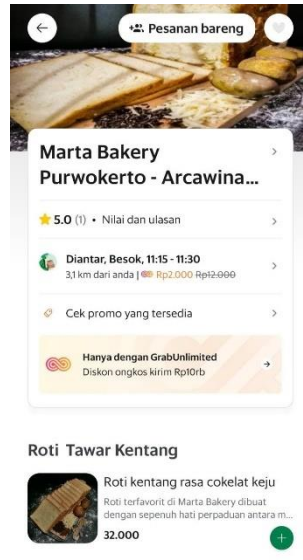 Pesanan bareng
Marta Bakery
Purwokerto - Arcawina...
5.0 (1) • Nilai dan ulasan
Diantar, Besok, 11:15 - 11:30
3,1 km dari anda | Rp2.000 Rp12.000
Cek promo yang tersedia
Hanya dengan GrabUnlimited
Diskon ongkos kirim Rp10rb
Roti Tawar Kentang
Roti kentang rasa cokelat keju
Roti terfavorit di Marta Bakery dibuat
dengan sepenuh hati perpaduan antara m...
32.000